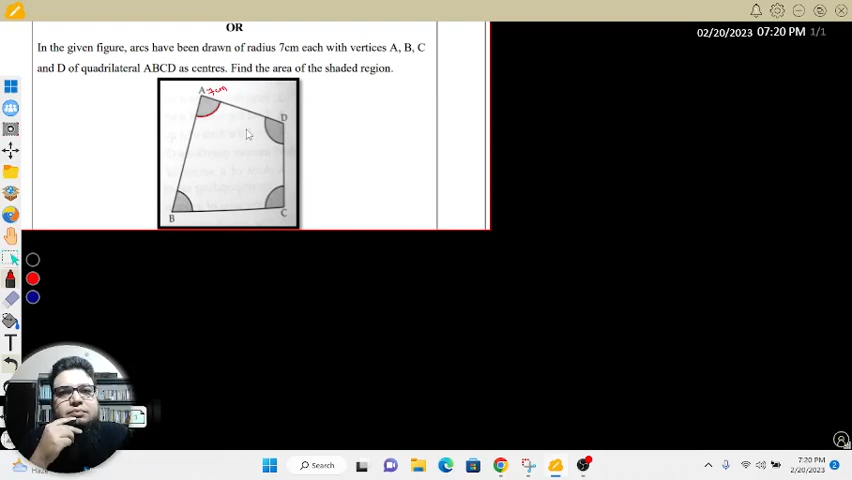 OR
In the given figure, arcs have been drawn of radius 7cm each with vertices A, B, C
and D of quadrilateral ABCD as centres. Find the area of the shaded region.
A 7cm
D
B
C
02/20/2023 07:20 PM 1/1
T
3
Search
7:20 PM
2/20/2023
2